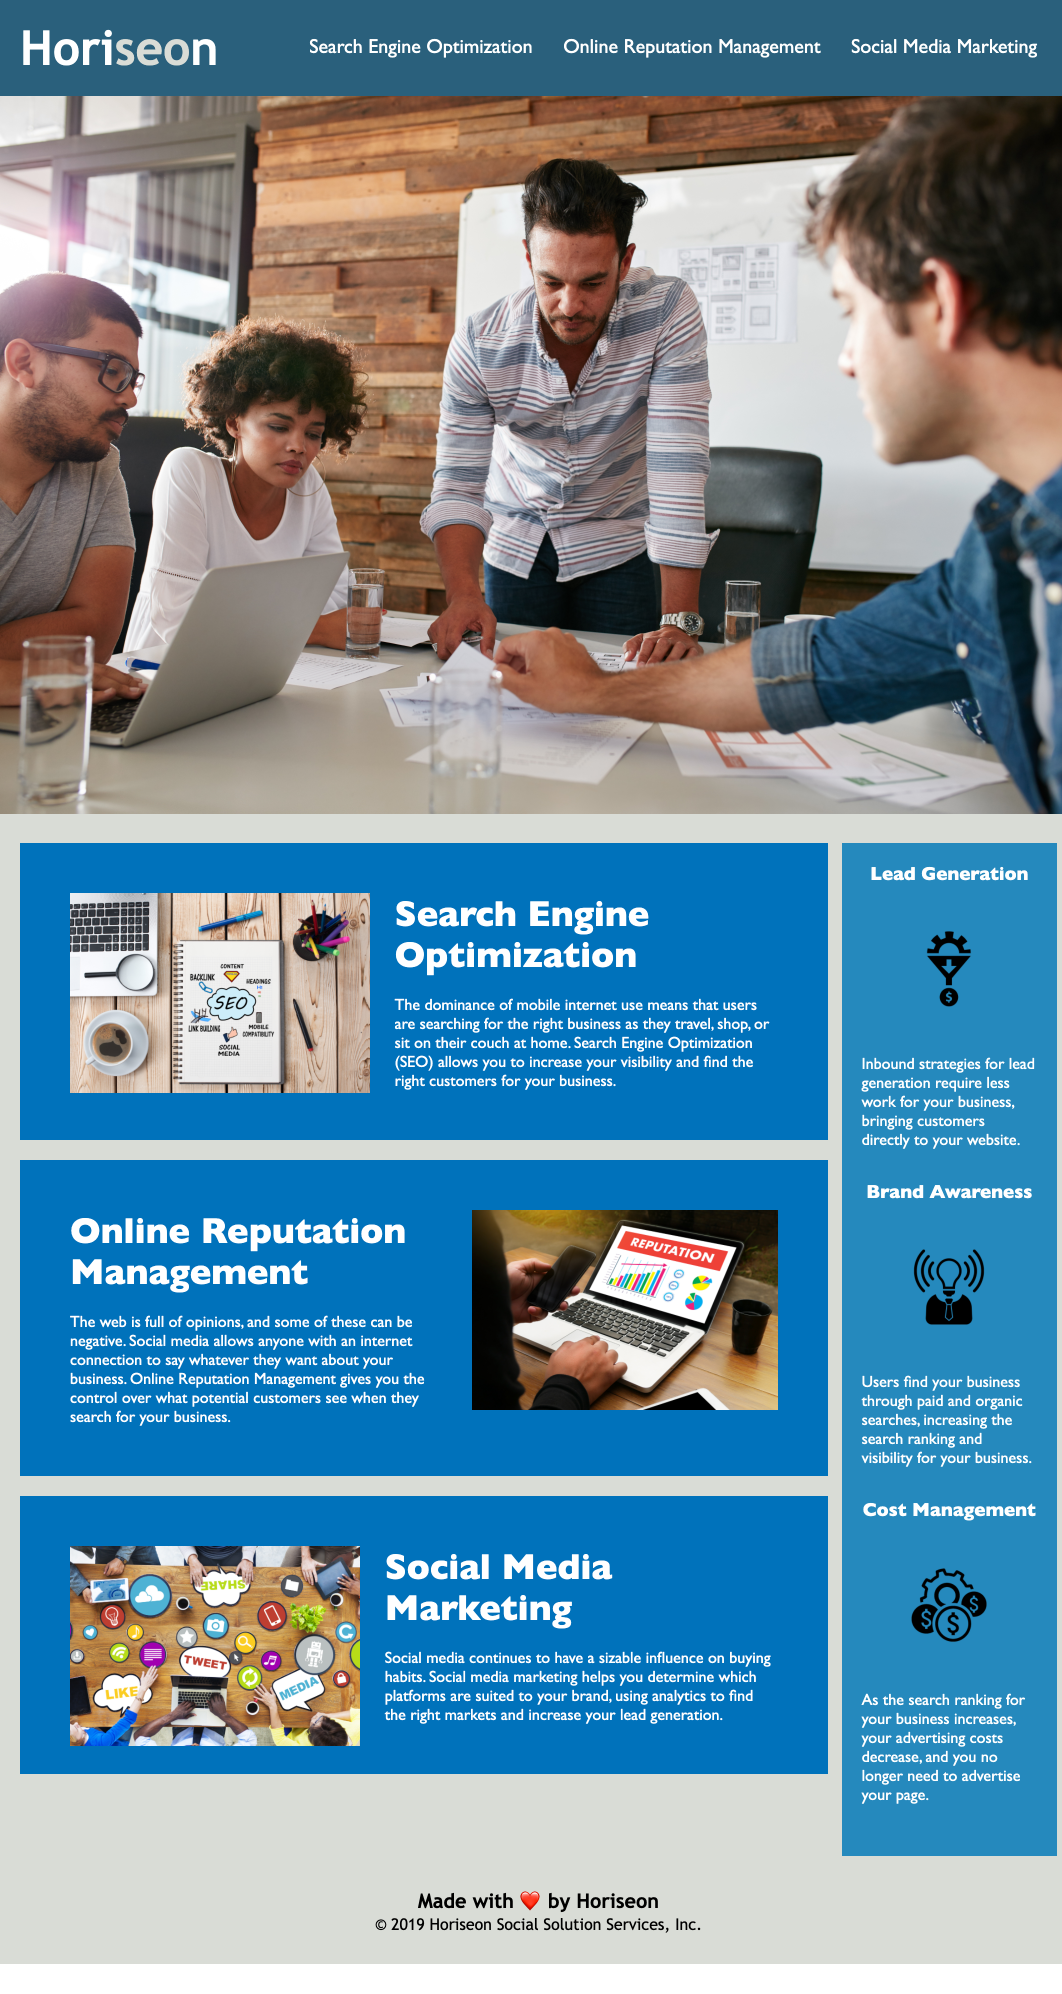 Horiseon
Search Engine Optimization
Online Reputation Management
Social Media Marketing
CONTENT
BACKLINK
HEADINGS
SEO
LINK BUILDING
MOBILE
COMPATIBILITY
SOCIAL
MEDIA
Search Engine
Optimization
The dominance of mobile internet use means that users
are searching for the right business as they travel, shop, or
sit on their couch at home. Search Engine Optimization
(SEO) allows you to increase your visibility and find the
right customers for your business.
Online Reputation
Management
The web is full of opinions, and some of these can be
negative. Social media allows anyone with an internet
connection to say whatever they want about your
business. Online Reputation Management gives you the
control over what potential customers see when they
search for your business.
REPUTATION
SHARE
TWEET
LIKE
MEDIA
Social Media
Marketing
Social media continues to have a sizable influence on buying
habits. Social media marketing helps you determine which
platforms are suited to your brand, using analytics to find
the right markets and increase your lead generation.
Lead Generation
$
Inbound strategies for lead
generation require less
work for your business,
bringing customers
directly to your website.
Brand Awareness
Users find your business
through paid and organic
searches, increasing the
search ranking and
visibility for your business.
Cost Management
$ $ $
As the search ranking for
your business increases,
your advertising costs
decrease, and you no
longer need to advertise
your page.
Made with ❤️ by Horiseon
© 2019 Horiseon Social Solution Services, Inc.